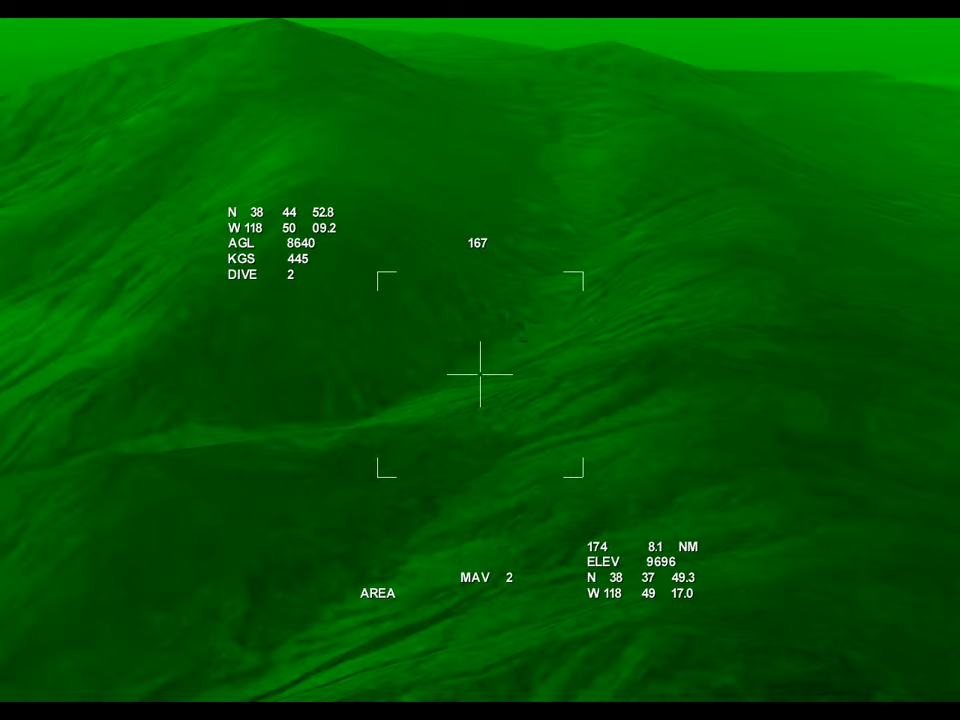 N 38 44 52.8
W 118 50 09.2
AGL 8640
KGS 445
DIVE 2
167
174 8.1 NM
ELEV 9696
N 38 37 49.3
W 118 49 17.0
MAV 2
AREA